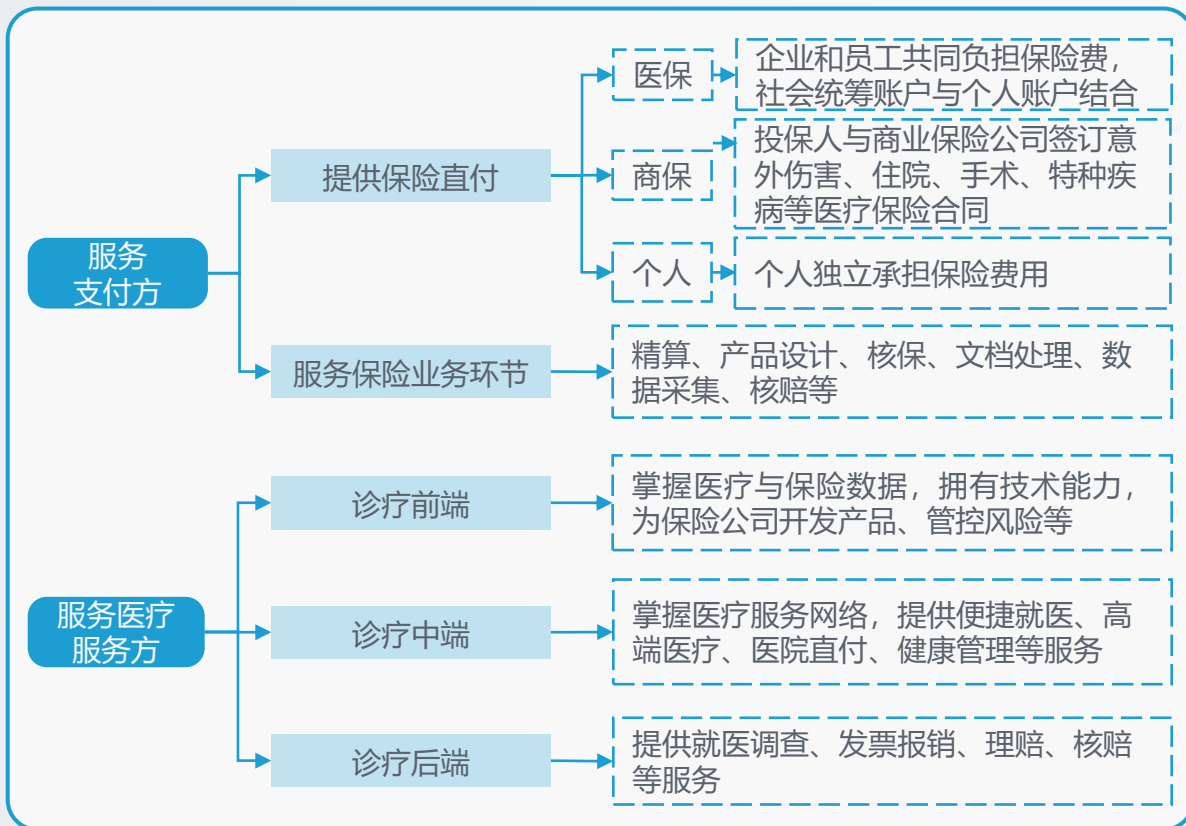 服务
支付方
提供保险直付
医保
企业和员工共同负担保险费，
社会统筹账户与个人账户结合
商保
投保人与商业保险公司签订意
外伤害、住院、手术、特种疾
病等医疗保险合同
个人
个人独立承担保险费用
服务保险业务环节
精算、产品设计、核保、文档处理、数
据采集、核赔等
服务医疗
服务方
诊疗前端
掌握医疗与保险数据，拥有技术能力，
为保险公司开发产品、管控风险等
诊疗中端
掌握医疗服务网络，提供便捷就医、高
端医疗、医院直付、健康管理等服务
诊疗后端
提供就医调查、发票报销、理赔、核赔
等服务